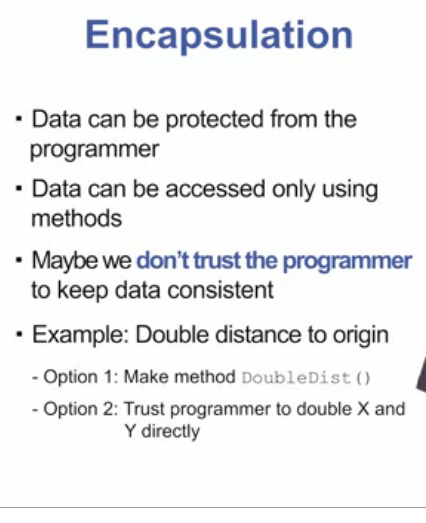 Encapsulation
▪ Data can be protected from the
programmer
▪ Data can be accessed only using
methods
▪ Maybe we don't trust the programmer
to keep data consistent
▪ Example: Double distance to origin
- Option 1: Make method DoubleDist()
- Option 2: Trust programmer to double X and
Y directly